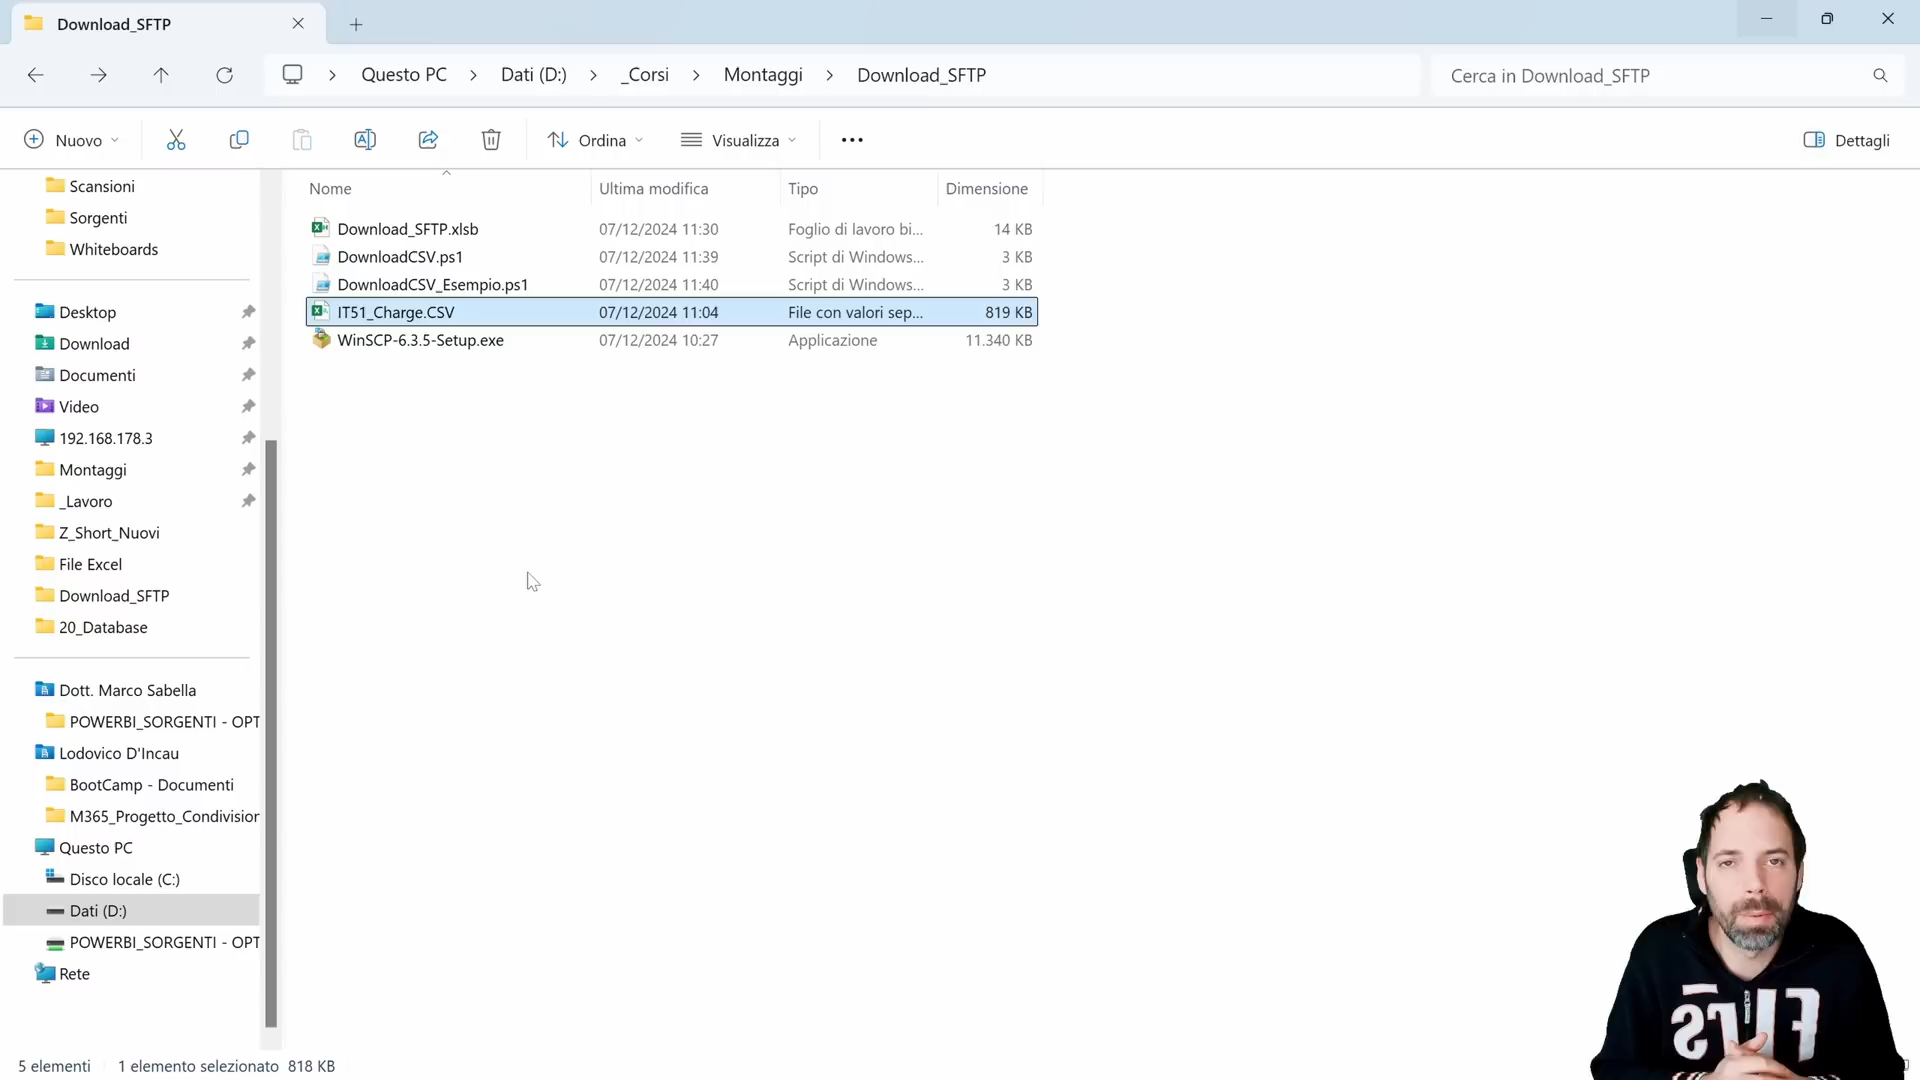 Download_SFTP
Questo PC > Dati (D:) > _Corsi > Montaggi > Download_SFTP
Cerca in Download_SFTP
Nuovo
Ordina
Visualizza
Dettagli
Scansioni
Sorgenti
Whiteboards
Desktop
Download
Documenti
Video
192.168.178.3
Montaggi
_Lavoro
Z_Short_Nuovi
File Excel
Download_SFTP
20_Database
Dott. Marco Sabella
POWERBI_SORGENTI - OPT
Lodovico D'Incau
BootCamp - Documenti
M365_Progetto_Condivision
Questo PC
Disco locale (C:)
Dati (D:)
POWERBI_SORGENTI - OPT
Rete
Nome Ultima modifica Tipo Dimensione
Download_SFTP.xlsb 07/12/2024 11:30 Foglio di lavoro bi... 14 KB
DownloadCSV.ps1 07/12/2024 11:39 Script di Windows... 3 KB
DownloadCSV_Esempio.ps1 07/12/2024 11:40 Script di Windows... 3 KB
IT51_Charge.CSV 07/12/2024 11:04 File con valori sep... 819 KB
WinSCP-6.3.5-Setup.exe 07/12/2024 10:27 Applicazione 11.340 KB
5 elementi 1 elemento selezionato 818 KB